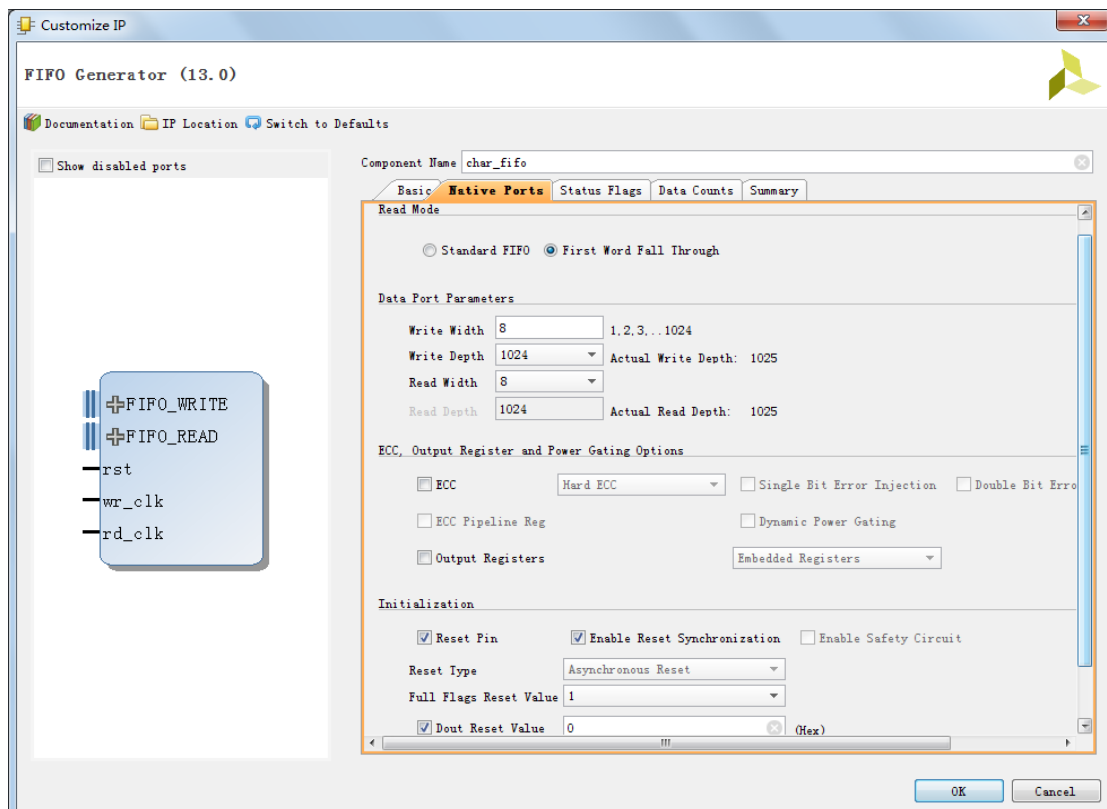 Customize IP
FIFO Generator (13.0)
Documentation IP Location Switch to Defaults
Show disabled ports
FIFO_WRITE
FIFO_READ
rst
wr_clk
rd_clk
Component Name char_fifo
Basic Native Ports Status Flags Data Counts Summary
Read Mode
Standard FIFO First Word Fall Through
Data Port Parameters
Write Width 8 1,2,3,..1024
Write Depth 1024 Actual Write Depth: 1025
Read Width 8
Read Depth 1024 Actual Read Depth: 1025
ECC, Output Register and Power Gating Options
ECC Hard ECC Single Bit Error Injection Double Bit Erro
ECC Pipeline Reg Dynamic Power Gating
Output Registers Embedded Registers
Initialization
Reset Pin Enable Reset Synchronization Enable Safety Circuit
Reset Type Asynchronous Reset
Full Flags Reset Value 1
Dout Reset Value 0 (Hex)
OK Cancel